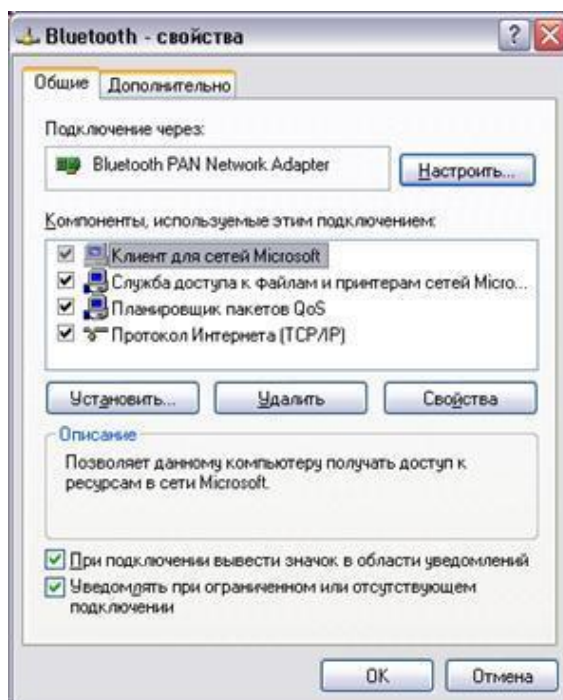 Bluetooth - свойства
Общие
Дополнительно
Подключение через:
Bluetooth PAN Network Adapter
Настроить...
Компоненты, используемые этим подключением:
Клиент для сетей Microsoft
Служба доступа к файлам и принтерам сетей Micro...
Планировщик пакетов QoS
Протокол Интернета (TCP/IP)
Установить...
Удалить
Свойства
Описание
Позволяет данному компьютеру получать доступ к
ресурсам в сети Microsoft.
При подключении вывести значок в области уведомлений
Уведомлять при ограниченном или отсутствующем
подключении
OK
Отмена